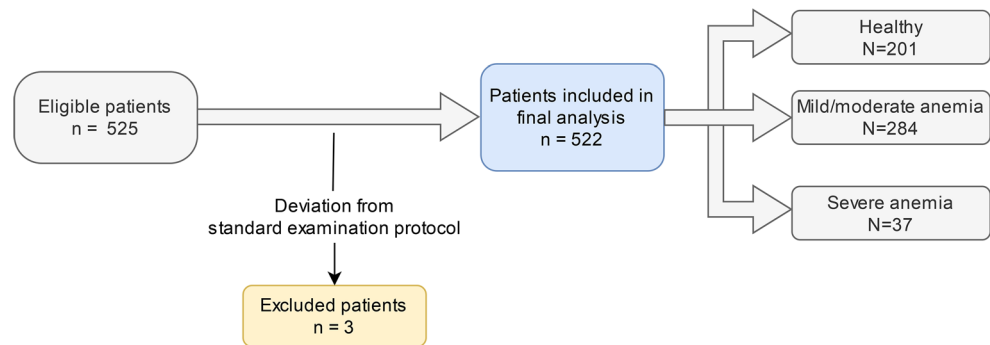 Eligible patients
n = 525
Deviation from
standard examination protocol
Excluded patients
n = 3
Patients included in
final analysis
n = 522
Healthy
N=201
Mild/moderate anemia
N=284
Severe anemia
N=37